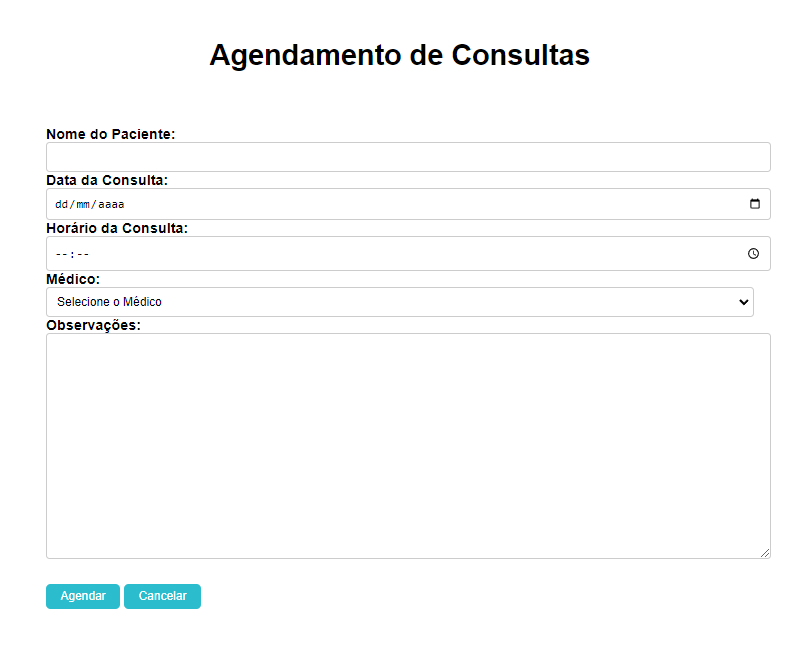 Agendamento de Consultas
Nome do Paciente:
Data da Consulta:
dd/mm/aaaa
Horário da Consulta:
--:--
Médico:
Selecione o Médico
Observações:
Agendar Cancelar